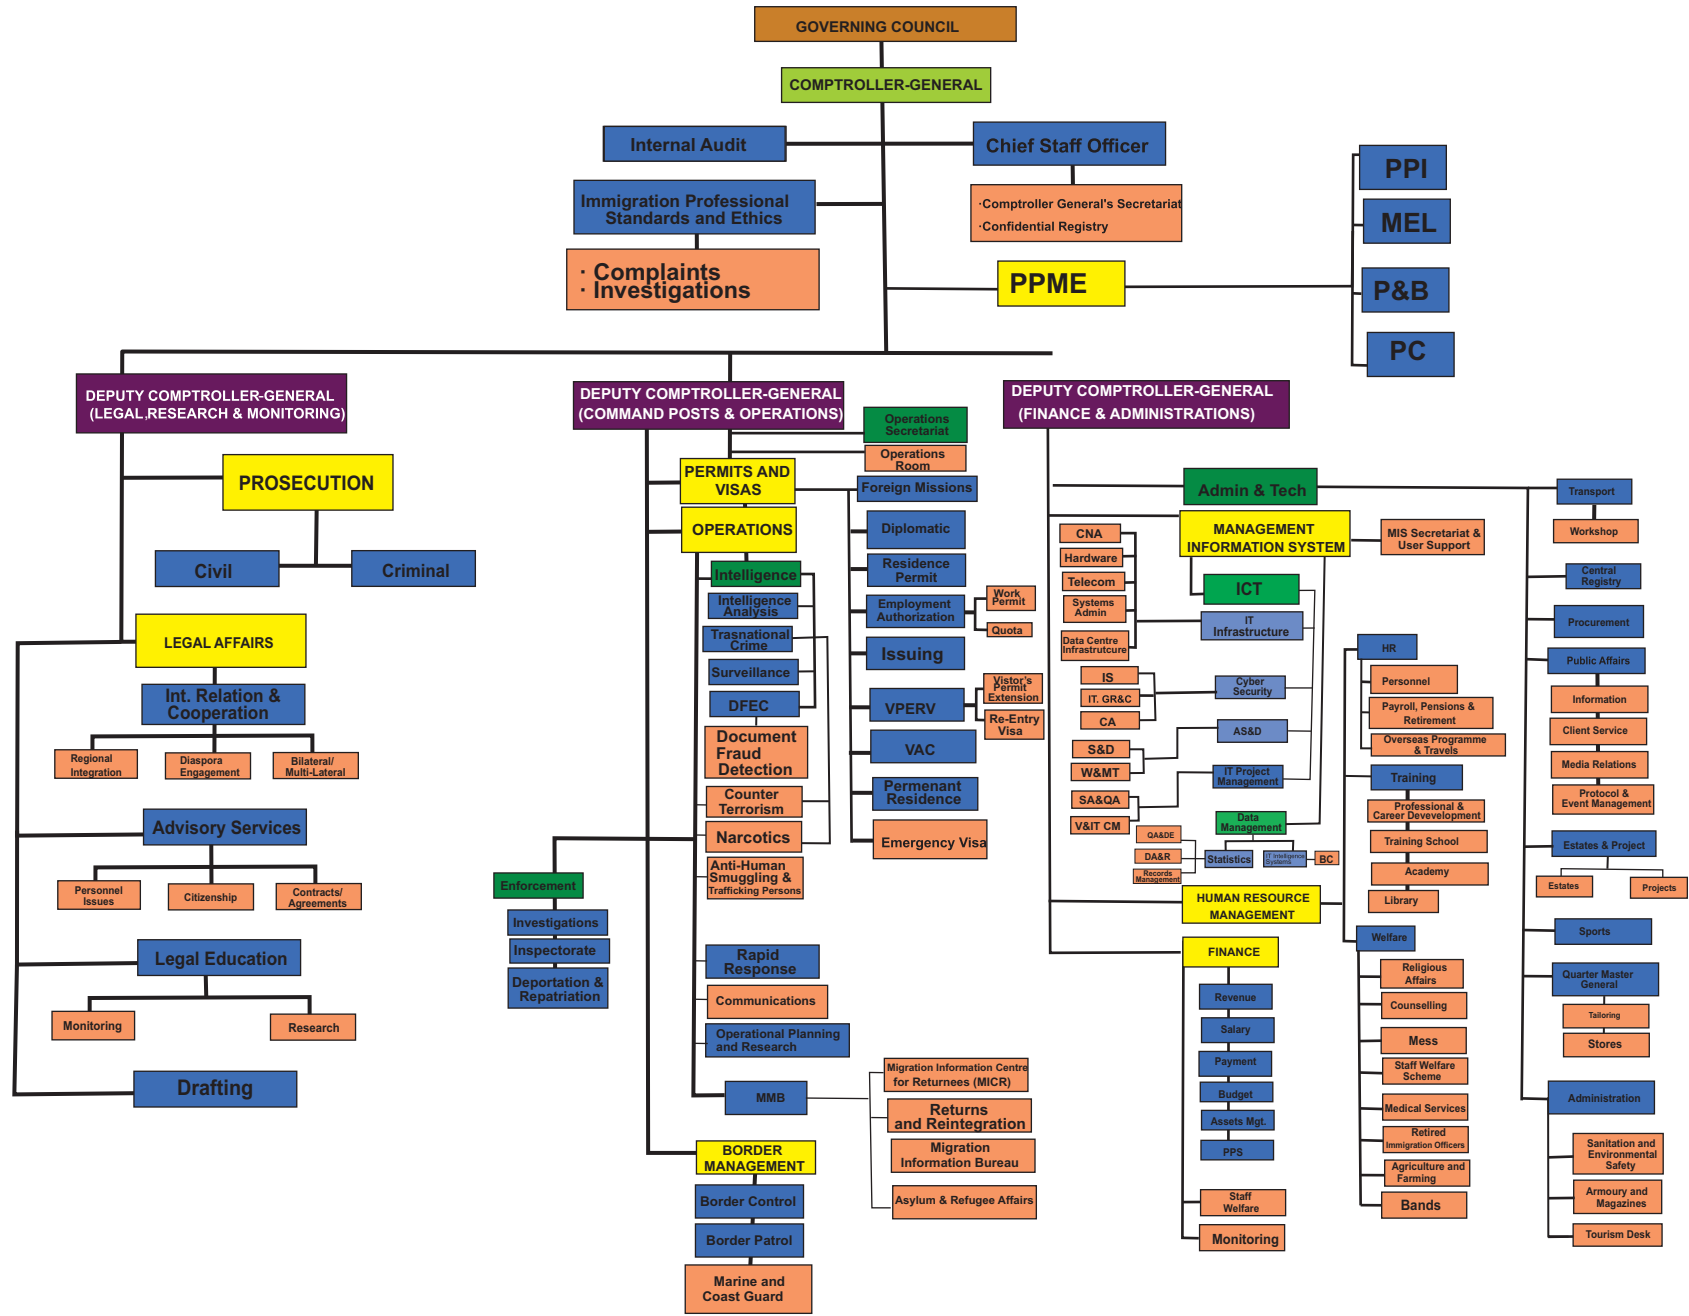 GOVERNING COUNCIL
COMPTROLLER-GENERAL
Internal Audit
Chief Staff Officer
·Comptroller General's Secretariat
·Confidential Registry
Immigration Professional
Standards and Ethics
· Complaints
· Investigations
PPME
PPI
MEL
P&B
PC
DEPUTY COMPTROLLER-GENERAL
(LEGAL,RESEARCH & MONITORING)
PROSECUTION
Civil
Criminal
LEGAL AFFAIRS
Int. Relation &
Cooperation
Regional
Integration
Diaspora
Engagement
Bilateral/
Multi-Lateral
Advisory Services
Personnel
Issues
Citizenship
Contracts/
Agreements
Legal Education
Monitoring
Research
Drafting
DEPUTY COMPTROLLER-GENERAL
(COMMAND POSTS & OPERATIONS)
Operations
Secretariat
Operations
Room
PERMITS AND
VISAS
Foreign Missions
Diplomatic
Residence
Permit
Employment
Authorization
Work
Permit
Quota
Issuing
VPERV
Vistor's
Permit
Extension
Re-Entry
Visa
VAC
Permenant
Residence
Emergency Visa
OPERATIONS
Intelligence
Intelligence
Analysis
Trasnational
Crime
Surveillance
DFEC
Document
Fraud
Detection
Counter
Terrorism
Narcotics
Anti-Human
Smuggling &
Trafficking Persons
Enforcement
Investigations
Inspectorate
Deportation &
Repatriation
Rapid
Response
Communications
Operational Planning
and Research
MMB
Migration Information Centre
for Returnees (MICR)
Returns
and Reintegration
Migration
Information Bureau
Asylum & Refugee Affairs
BORDER
MANAGEMENT
Border Control
Border Patrol
Marine and
Coast Guard
DEPUTY COMPTROLLER-GENERAL
(FINANCE & ADMINISTRATIONS)
Admin & Tech
MANAGEMENT
INFORMATION SYSTEM
MIS Secretariat &
User Support
ICT
IT
Infrastructure
CNA
Hardware
Telecom
Systems
Admin
Data Centre
Infrastrutcure
Cyber
Security
IS
IT. GR&C
CA
AS&D
S&D
W&MT
IT Project
Management
SA&QA
V&IT CM
Data
Management
Statistics
QA&DE
DA&R
Records
Management
IT Intelligence
Systems
BC
HUMAN RESOURCE
MANAGEMENT
HR
Personnel
Payroll, Pensions &
Retirement
Overseas Programme
& Travels
Training
Professional &
Career Devevelopment
Training School
Academy
Library
Welfare
Religious
Affairs
Counselling
Mess
Staff Welfare
Scheme
Medical Services
Retired
Immigration Officers
Agriculture and
Farming
Bands
FINANCE
Revenue
Salary
Payment
Budget
Assets Mgt.
PPS
Staff
Welfare
Monitoring
Transport
Workshop
Central
Registry
Procurement
Public Affairs
Information
Client Service
Media Relations
Protocol &
Event Management
Estates & Project
Estates
Projects
Sports
Quarter Master
General
Tailoring
Stores
Administration
Sanitation and
Environmental
Safety
Armoury and
Magazines
Tourism Desk